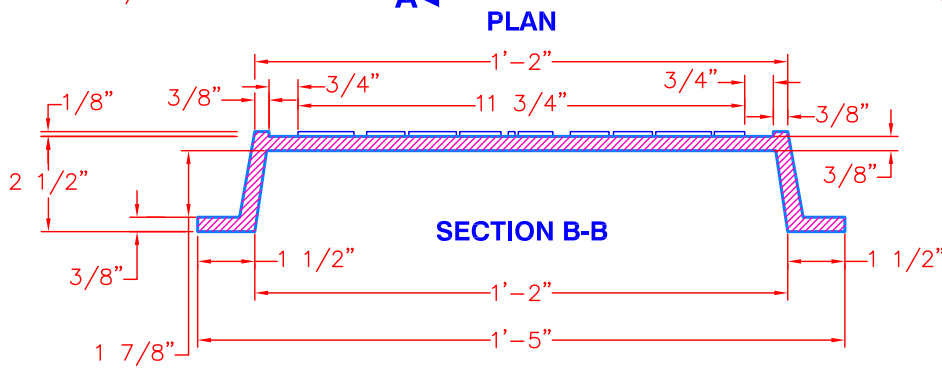 A
PLAN
1'-2"
3/4" 3/4"
1/8" 3/8" 11 3/4" 3/8"
2 1/2" 3/8"
SECTION B-B
3/8" 1 1/2" 1 1/2"
1'-2"
1'-5"
1 7/8"